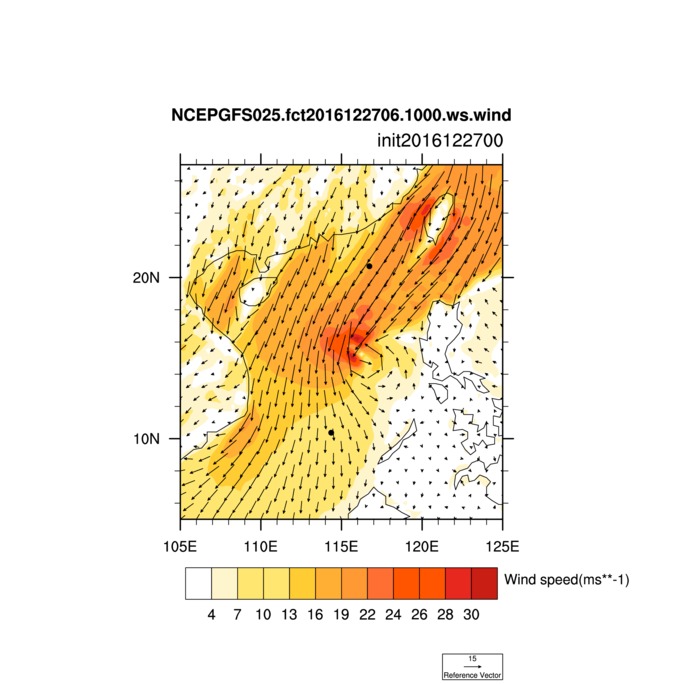 NCEPGFS025.fct2016122706.1000.ws.wind
init2016122700
20N
10N
105E 110E 115E 120E 125E
Wind speed(ms**-1)
4 7 10 13 16 19 22 24 26 28 30
15
Reference Vector